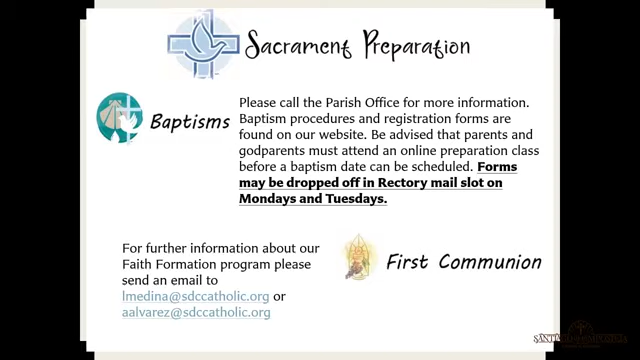 Sacrament Preparation
Baptisms
Please call the Parish Office for more information.
Baptism procedures and registration forms are
found on our website. Be advised that parents and
godparents must attend an online preparation class
before a baptism date can be scheduled. Forms
may be dropped off in Rectory mail slot on
Mondays and Tuesdays.
For further information about our
Faith Formation program please
send an email to
lmedina@sdccatholic.org or
aalvarez@sdccatholic.org
First Communion